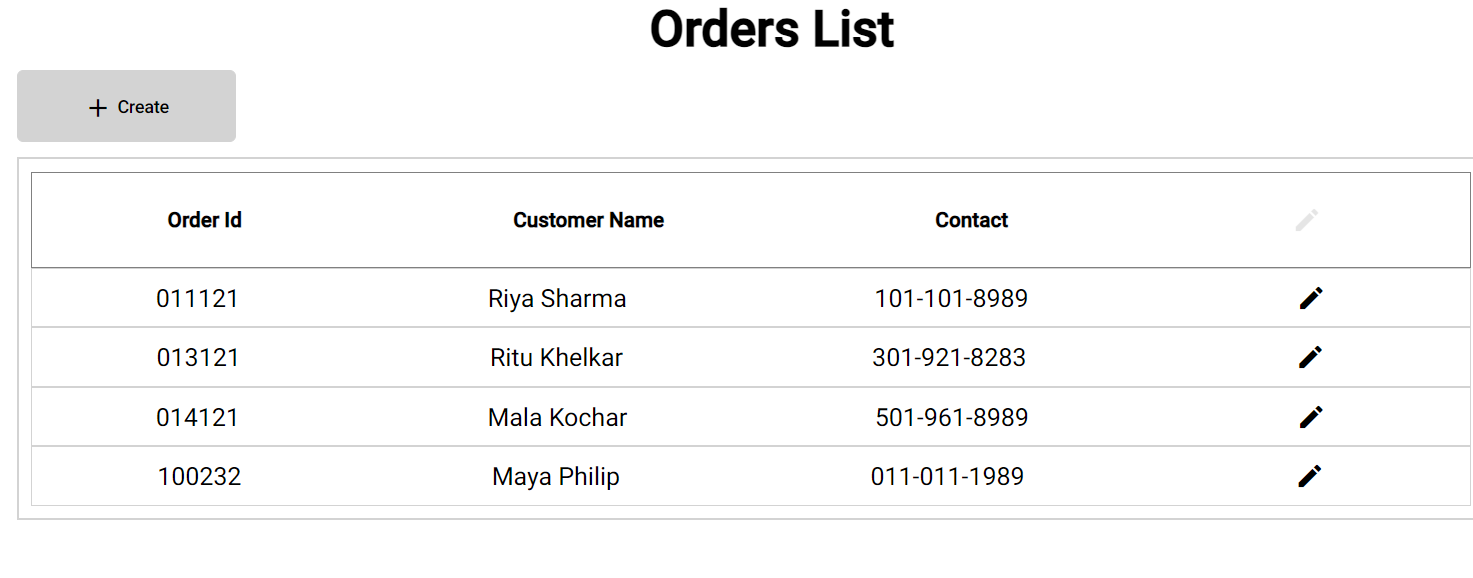 Orders List
+ Create
Order Id Customer Name Contact
011121 Riya Sharma 101-101-8989
013121 Ritu Khelkar 301-921-8283
014121 Mala Kochar 501-961-8989
100232 Maya Philip 011-011-1989